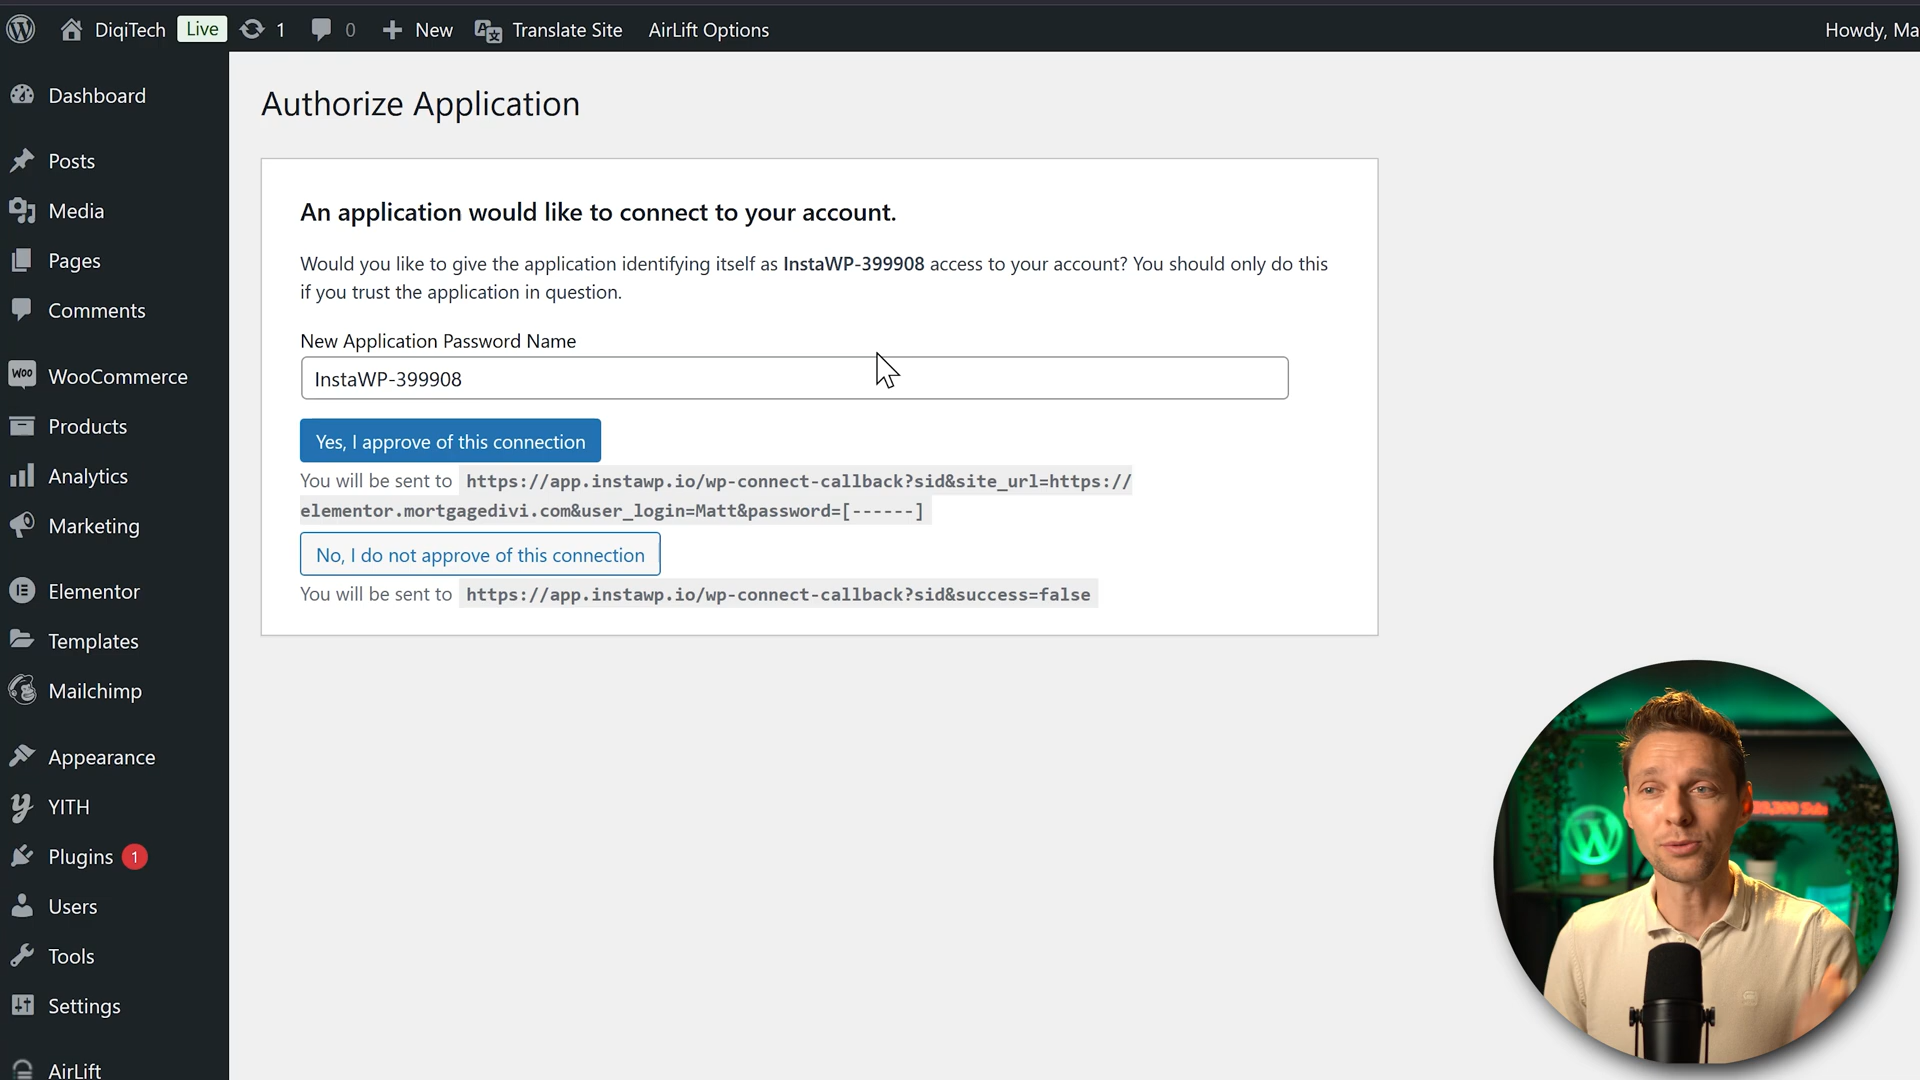 DiqiTech Live 1 0 New Translate Site AirLift Options Howdy, Ma
Dashboard
Posts
Media
Pages
Comments
WooCommerce
Products
Analytics
Marketing
Elementor
Templates
Mailchimp
Appearance
YITH
Plugins 1
Users
Tools
Settings
AirLift
Authorize Application
An application would like to connect to your account.
Would you like to give the application identifying itself as InstaWP-399908 access to your account? You should only do this
if you trust the application in question.
New Application Password Name
InstaWP-399908
Yes, I approve of this connection
You will be sent to https://app.instawp.io/wp-connect-callback?sid&site_url=https://
elementor.mortgagedivi.com&user_login=Matt&password=[------]
No, I do not approve of this connection
You will be sent to https://app.instawp.io/wp-connect-callback?sid&success=false